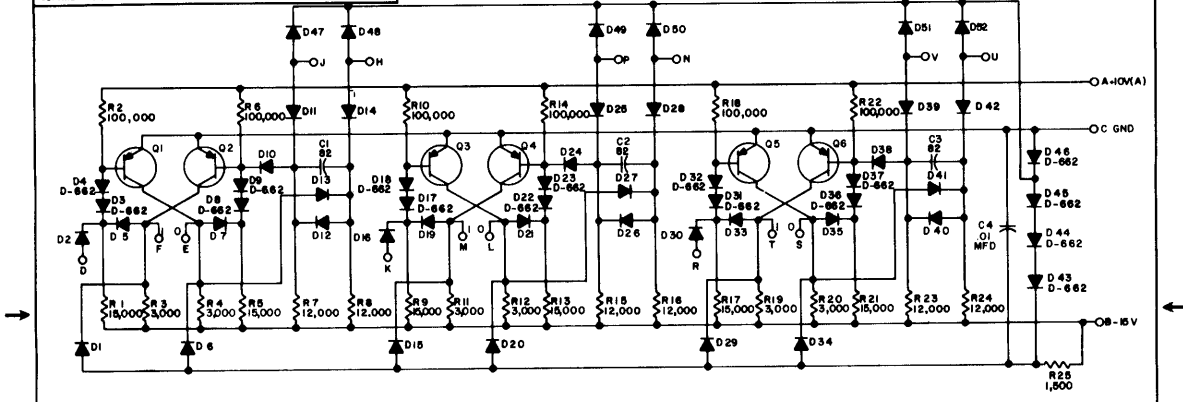 D47 D48 D49 D50 D51 D52
J H P N V U
A+10V(A)
R2 100,000 R6 100,000 D11 D14 R10 100,000 R14 100,000 D25 D28 R18 100,000 R22 100,000 D39 D42
C GND
Q1 Q2 D10 C1 82 Q3 Q4 D24 C2 82 Q5 Q6 D38 C3 82 D46 D-662
D4 D-662 D9 D-662 D13 D18 D-662 D23 D-662 D27 D32 D-662 D37 D-662 D41
D3 D-662 D8 D-662 D17 D-662 D22 D-662 D31 D-662 D36 D-662 D45 D-662
D2 D5 1 0 D7 D12 D16 D19 1 0 D21 D26 D30 D33 1 0 D35 D40 C4 .01 MFD D44 D-662
D F E K M L R T S
D43 D-662
R1 15,000 R3 3,000 R4 3,000 R5 15,000 R7 12,000 R8 12,000 R9 15,000 R11 3,000 R12 3,000 R13 15,000 R15 12,000 R16 12,000 R17 15,000 R19 3,000 R20 3,000 R21 15,000 R23 12,000 R24 12,000
B-15V
D1 D6 D15 D20 D29 D34
R25 1,500